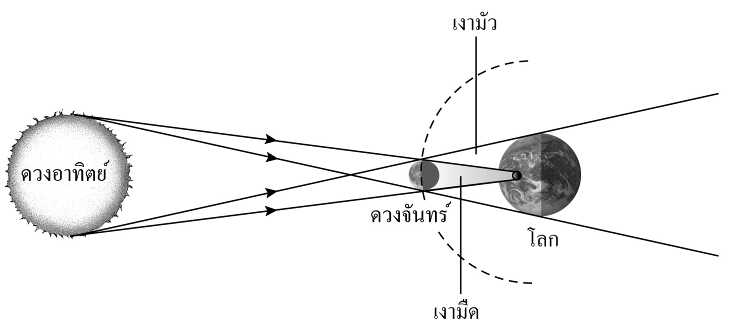 เงามัว
ดวงอาทิตย์
ดวงจันทร์
โลก
เงามืด